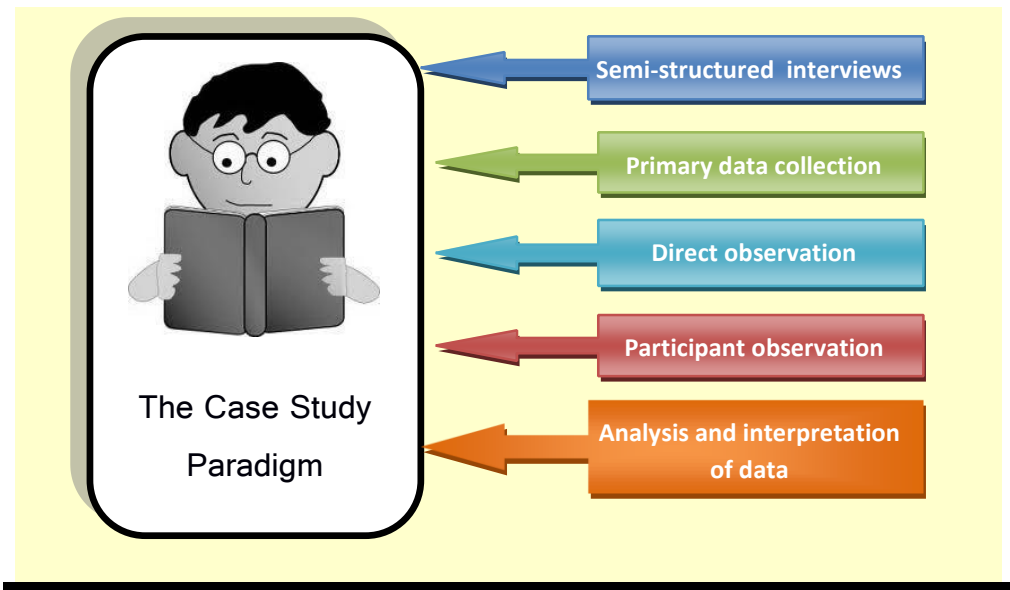 Semi-structured interviews
Primary data collection
Direct observation
Participant observation
The Case Study
Paradigm
Analysis and interpretation
of data